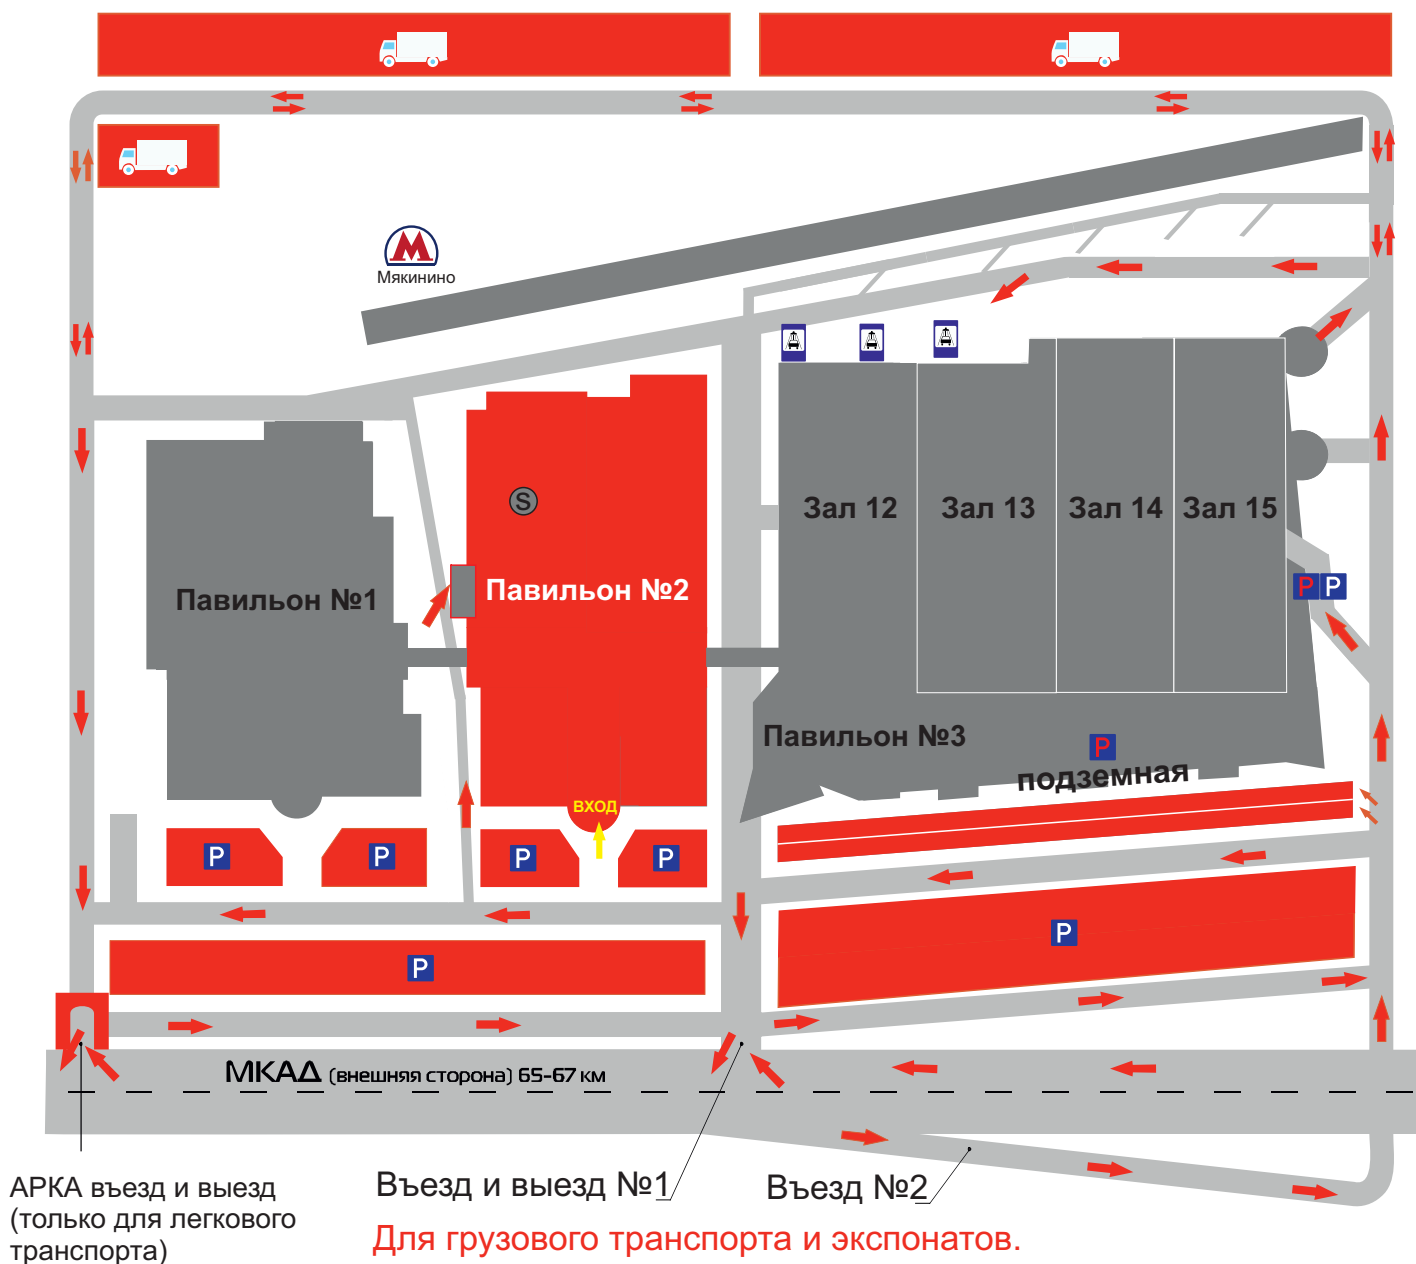 М
Мякинино
S
Зал 12
Зал 13
Зал 14
Зал 15
Павильон №1
Павильон №2
P
P
Павильон №3
P
подземная
ВХОД
P
P
P
P
P
P
МКАД (внешняя сторона) 65-67 км
АРКА въезд и выезд
(только для легкового
транспорта)
Въезд и выезд №1
Въезд №2
Для грузового транспорта и экспонатов.